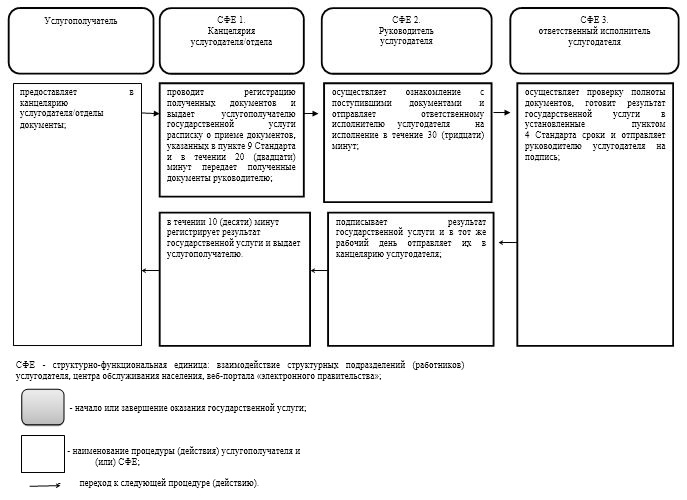 Услугополучатель
СФЕ 1.
Канцелярия
услугодателя/отдела
СФЕ 2.
Руководитель
услугодателя
СФЕ 3.
ответственный исполнитель
услугодателя
предоставляет в
канцелярию
услугодателя/отделы
документы;
проводит регистрацию
полученных документов и
выдает услугополучателю
государственной услуги
расписку о приеме документов,
указанных в пункте 9 Стандарта
и в течении 20 (двадцати)
минут передает полученные
документы руководителю;
осуществляет ознакомление с
поступившими документами и
отправляет ответственному
исполнителю услугодателя на
исполнение в течение 30 (тридцати)
минут;
осуществляет проверку полноты
документов, готовит результат
государственной услуги в
установленные пунктом
4 Стандарта сроки и отправляет
руководителю услугодателя на
подпись;
в течении 10 (десяти) минут
регистрирует результат
государственной услуги и выдает
услугополучателю.
подписывает результат
государственной услуги и в тот же
рабочий день отправляет их в
канцелярию услугодателя;
СФЕ - структурно-функциональная единица: взаимодействие структурных подразделений (работников)
услугодателя, центра обслуживания населения, веб-портала «электронного правительства»;
- начало или завершение оказания государственной услуги;
- наименование процедуры (действия) услугополучателя и
(или) СФЕ;
переход к следующей процедуре (действию).